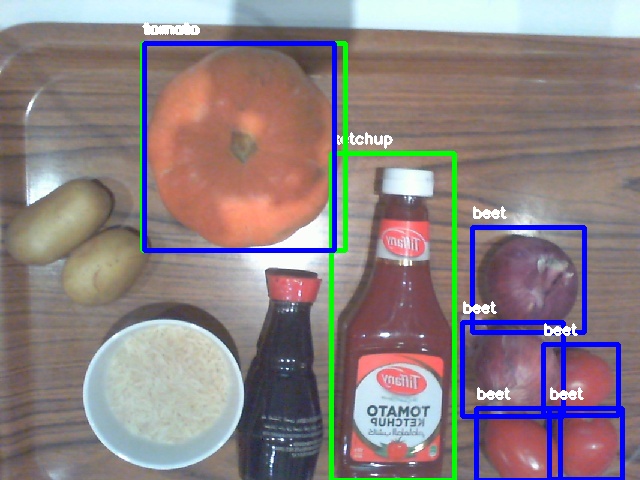 tomato
ketchup
beet
Tiffany
beet
beet
Tiffany
TOMATO
KETCHUP
beet
beet